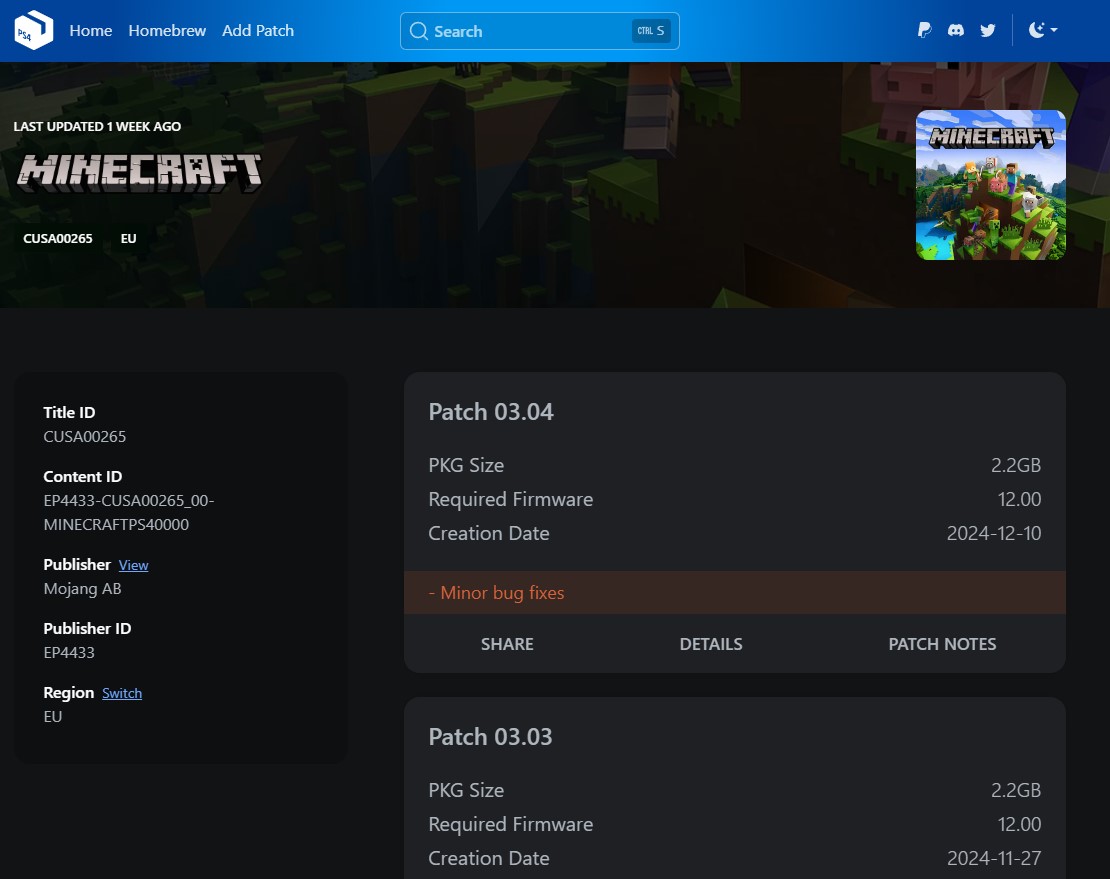 PS4
Home
Homebrew
Add Patch
Search
CTRL S
LAST UPDATED 1 WEEK AGO
MINECRAFT
CUSA00265
EU
MINECRAFT
Title ID
CUSA00265
Content ID
EP4433-CUSA00265_00-
MINECRAFTPS40000
Publisher View
Mojang AB
Publisher ID
EP4433
Region Switch
EU
Patch 03.04
PKG Size 2.2GB
Required Firmware 12.00
Creation Date 2024-12-10
- Minor bug fixes
SHARE DETAILS PATCH NOTES
Patch 03.03
PKG Size 2.2GB
Required Firmware 12.00
Creation Date 2024-11-27